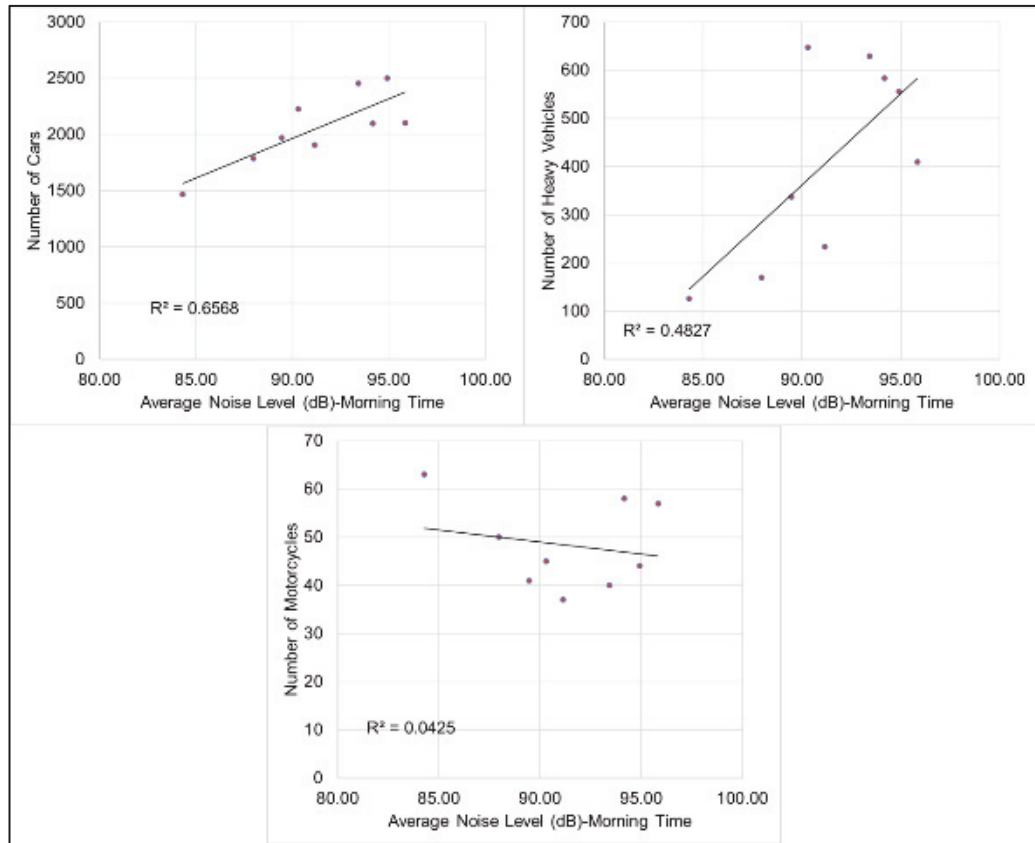 3000
2500
2000
1500
1000
500
0
Number of Cars
R² = 0.6568
80.00 85.00 90.00 95.00 100.00
Average Noise Level (dB)-Morning Time
700
600
500
400
300
200
100
0
Number of Heavy Vehicles
R² = 0.4827
80.00 85.00 90.00 95.00 100.00
Average Noise Level (dB)-Morning Time
70
60
50
40
30
20
10
0
Number of Motorcycles
R² = 0.0425
80.00 85.00 90.00 95.00 100.00
Average Noise Level (dB)-Morning Time